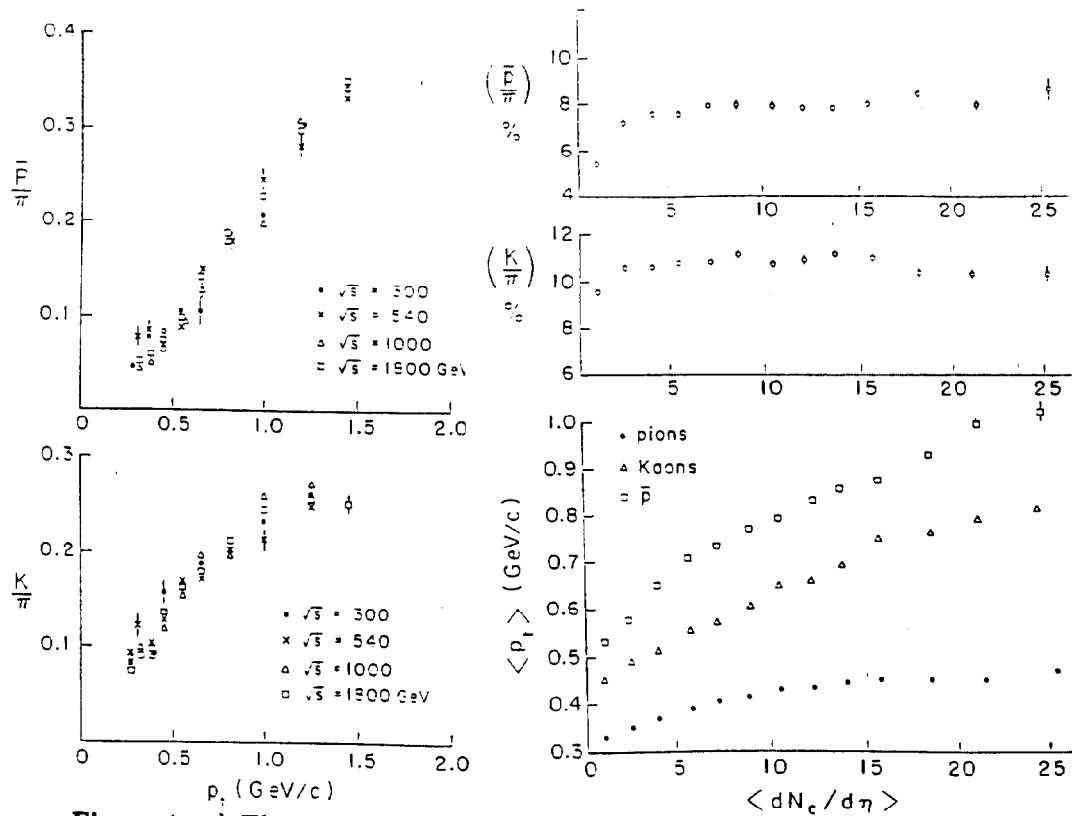 0.4
0.3
0.2
0.1
p̄/π
√s = 300
√s = 540
√s = 1000
√s = 1800 GeV
0 0.5 1.0 1.5 2.0
0.3
0.2
0.1
K/π
√s = 300
√s = 540
√s = 1000
√s = 1800 GeV
0 0.5 1.0 1.5 2.0
p_t (GeV/c)
10
8
6
4
(p̄/π)
%
5 10 15 20 25
12
10
8
6
(K/π)
%
5 10 15 20 25
1.0
0.9
0.8
0.7
0.6
0.5
0.4
0.3
<p_t> (GeV/c)
pions
Kaons
p̄
0 5 10 15 20 25
<dN_c/dη>